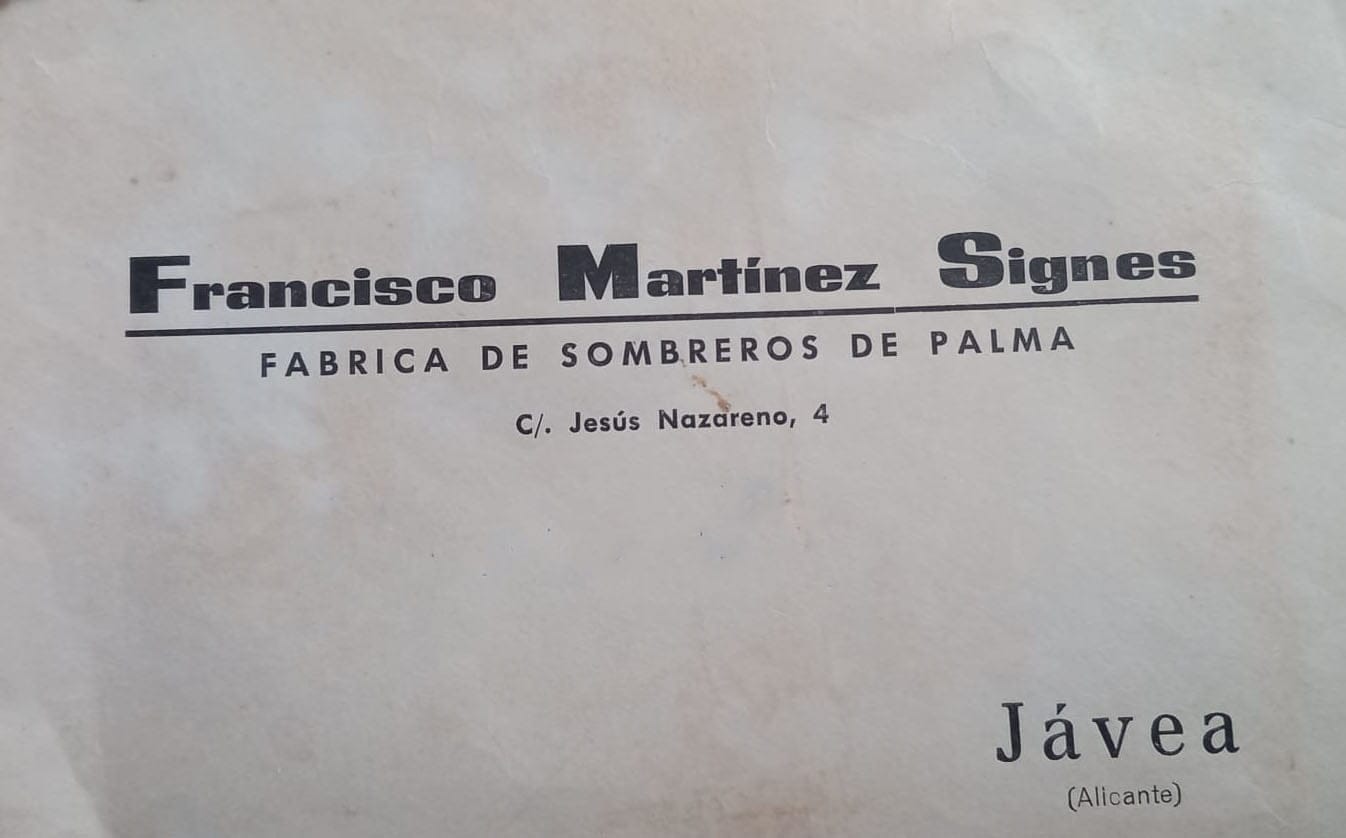 Francisco Martínez Signes
FABRICA DE SOMBREROS DE PALMA
C/. Jesús Nazareno, 4
Jávea
(Alicante)